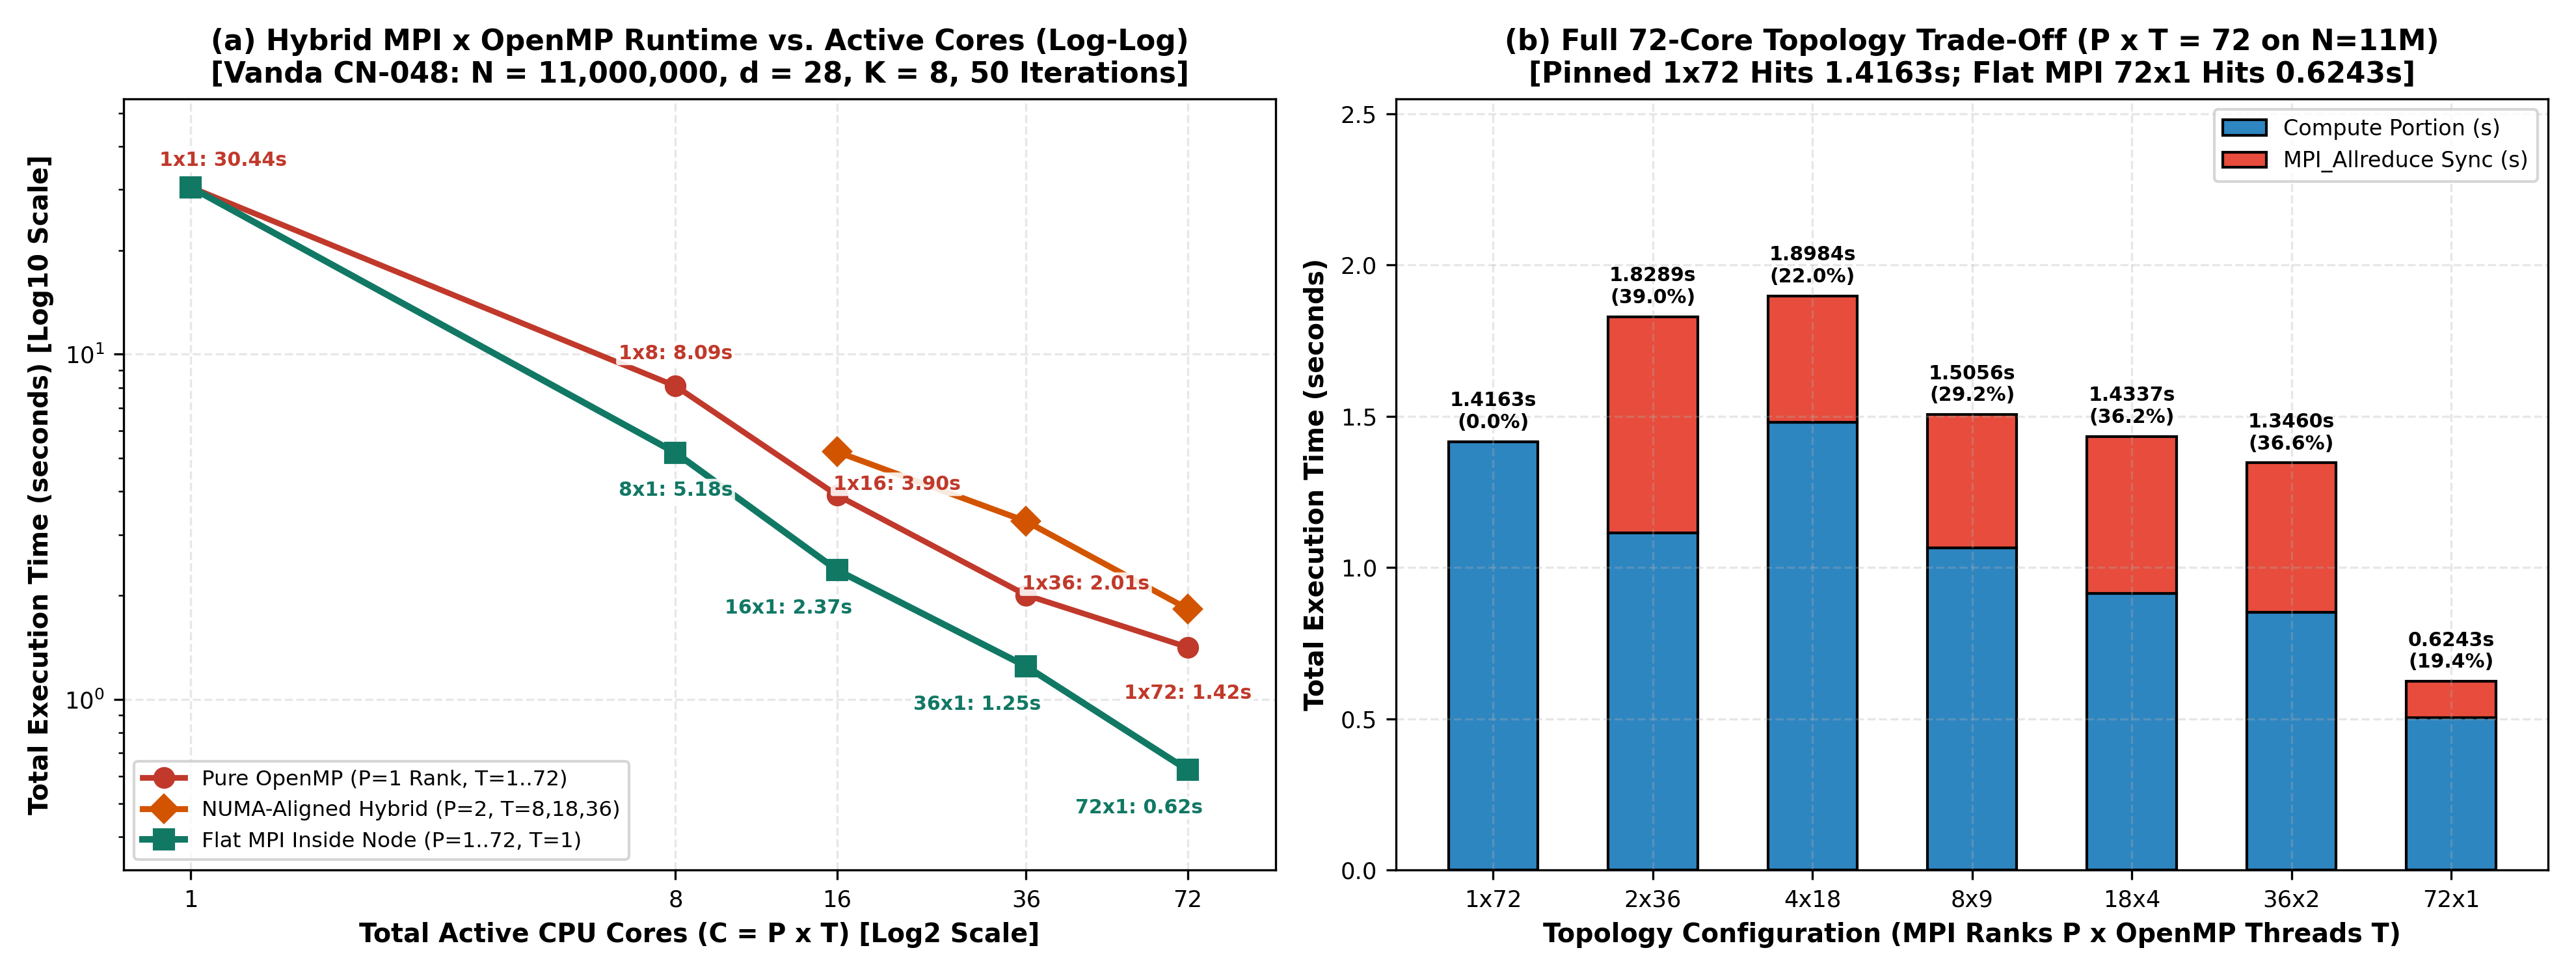 (a) Hybrid MPI x OpenMP Runtime vs. Active Cores (Log-Log)
[Vanda CN-048: N = 11,000,000, d = 28, K = 8, 50 Iterations]
Total Execution Time (seconds) [Log10 Scale]
10¹
10⁰
1x1: 30.44s
1x8: 8.09s
8x1: 5.18s
1x16: 3.90s
16x1: 2.37s
1x36: 2.01s
36x1: 1.25s
1x72: 1.42s
72x1: 0.62s
Pure OpenMP (P=1 Rank, T=1..72)
NUMA-Aligned Hybrid (P=2, T=8,18,36)
Flat MPI Inside Node (P=1..72, T=1)
1 8 16 36 72
Total Active CPU Cores (C = P x T) [Log2 Scale]
(b) Full 72-Core Topology Trade-Off (P x T = 72 on N=11M)
[Pinned 1x72 Hits 1.4163s; Flat MPI 72x1 Hits 0.6243s]
Total Execution Time (seconds)
2.5
2.0
1.5
1.0
0.5
0.0
Compute Portion (s)
MPI_Allreduce Sync (s)
1.4163s
(0.0%)
1.8289s
(39.0%)
1.8984s
(22.0%)
1.5056s
(29.2%)
1.4337s
(36.2%)
1.3460s
(36.6%)
0.6243s
(19.4%)
1x72 2x36 4x18 8x9 18x4 36x2 72x1
Topology Configuration (MPI Ranks P x OpenMP Threads T)